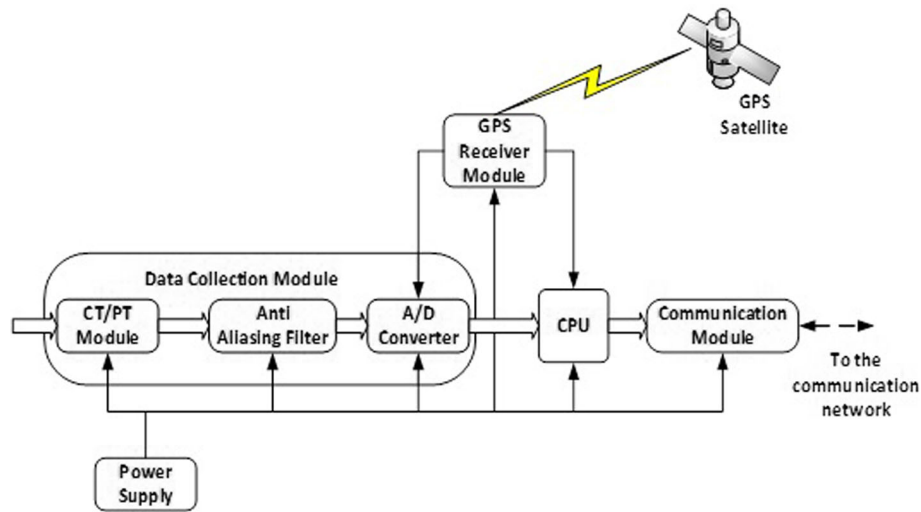 GPS
Satellite
GPS
Receiver
Module
Data Collection Module
CT/PT
Module
Anti
Aliasing Filter
A/D
Converter
CPU
Communication
Module
To the
communication
network
Power
Supply